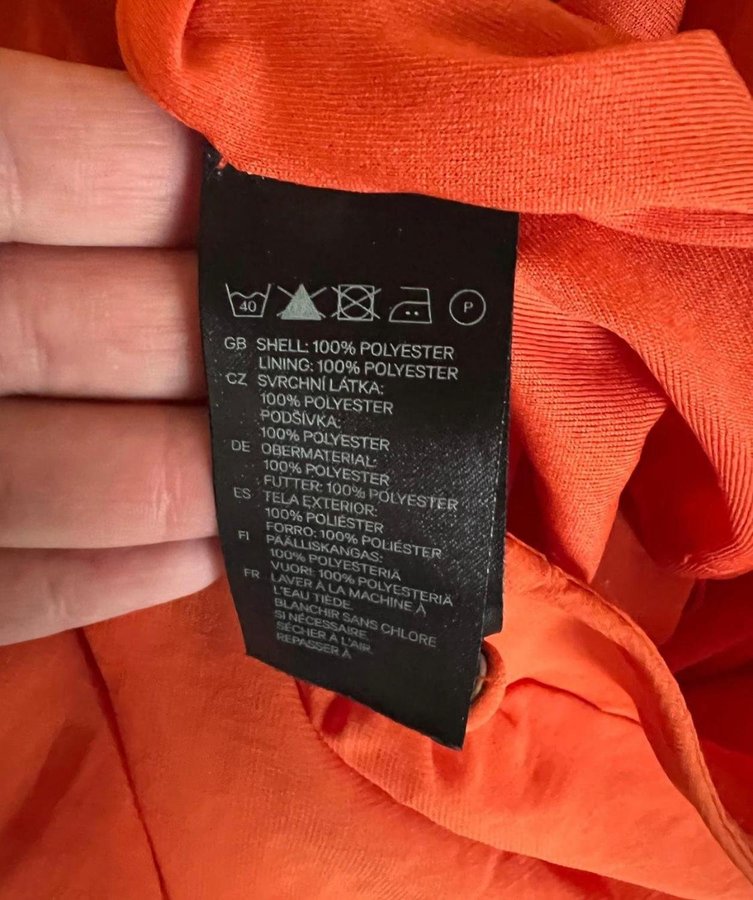 40 P
GB SHELL: 100% POLYESTER
LINING: 100% POLYESTER
CZ SVRCHNÍ LÁTKA:
100% POLYESTER
PODŠÍVKA:
100% POLYESTER
DE OBERMATERIAL:
100% POLYESTER
FUTTER: 100% POLYESTER
ES TELA EXTERIOR:
100% POLIÉSTER
FORRO: 100% POLIÉSTER
FI PÄÄLLISKANGAS:
100% POLYESTERIÄ
VUORI: 100% POLYESTERIÄ
FR LAVER À LA MACHINE À
L'EAU TIÈDE.
BLANCHIR SANS CHLORE
SI NÉCESSAIRE.
SÉCHER À L'AIR.
REPASSER À